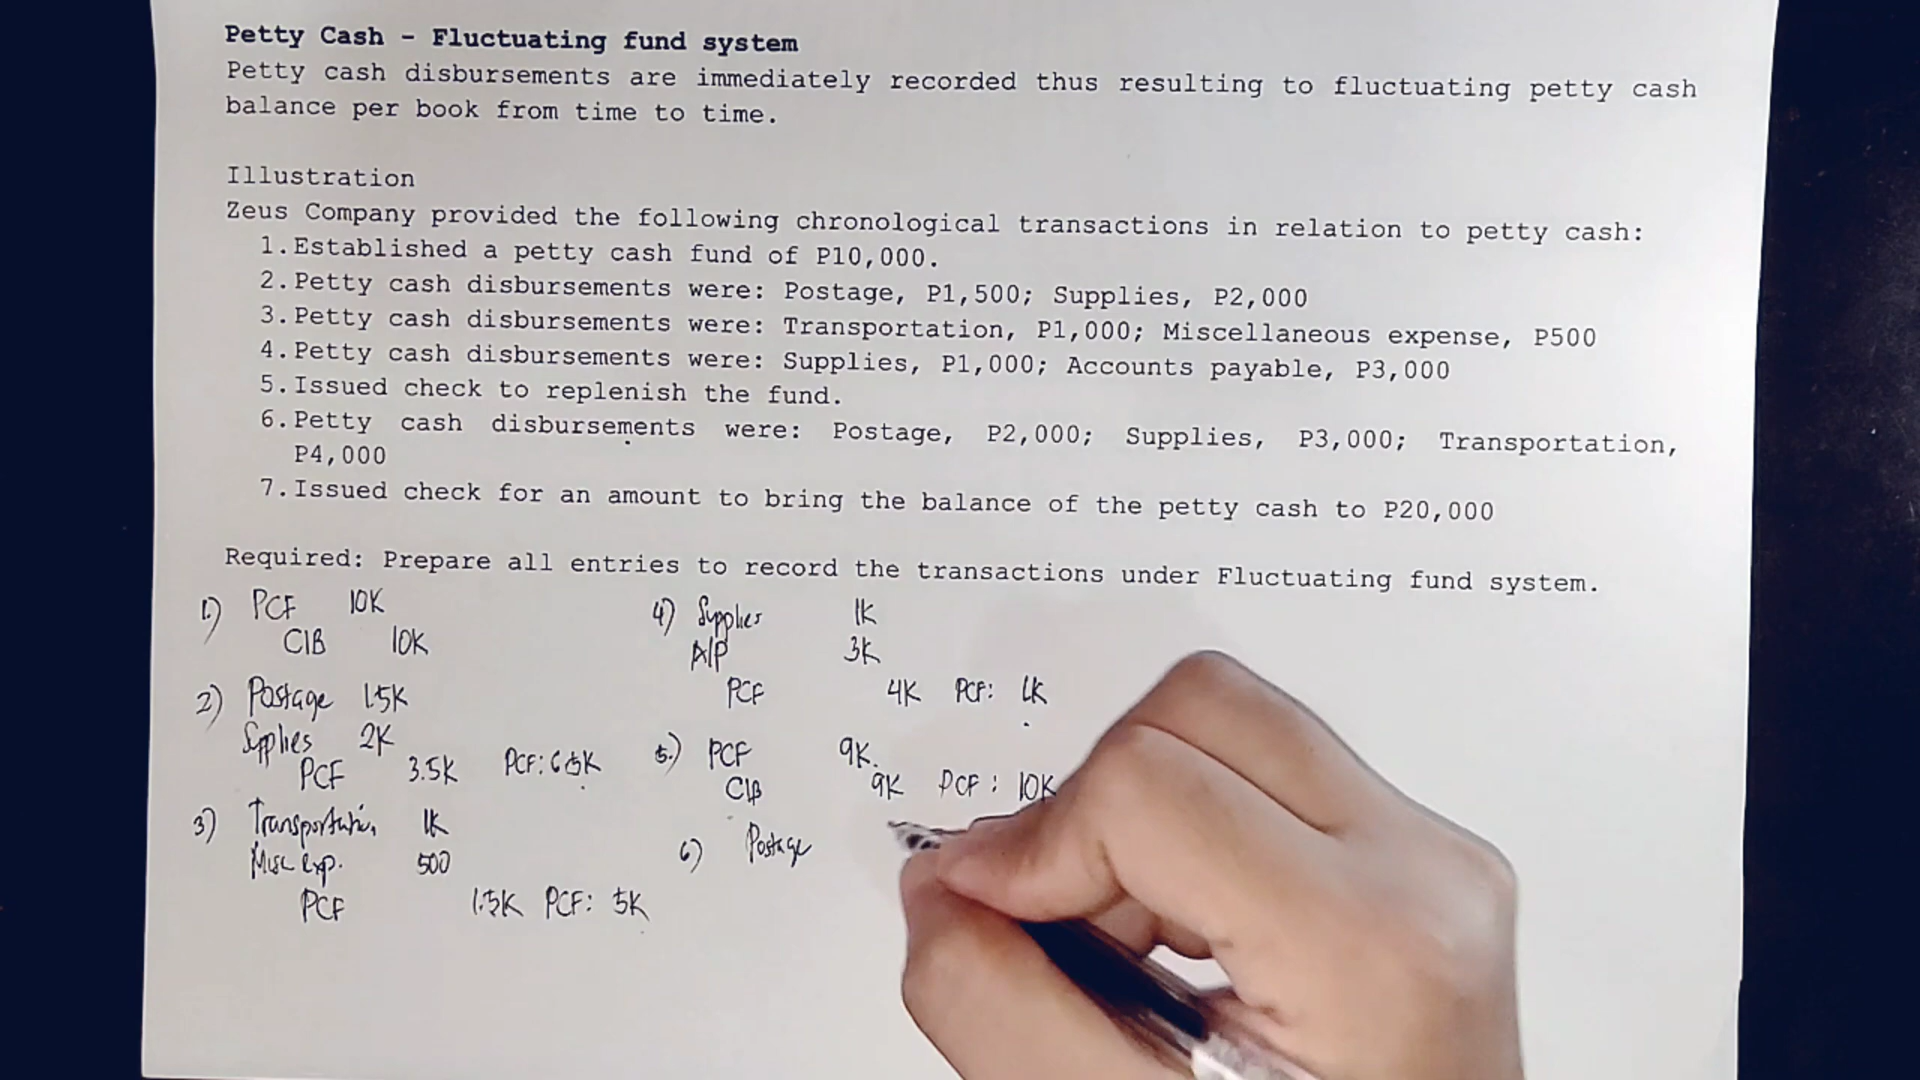 Petty Cash - Fluctuating fund system
Petty cash disbursements are immediately recorded thus resulting to fluctuating petty cash
balance per book from time to time.
Illustration
Zeus Company provided the following chronological transactions in relation to petty cash:
1. Established a petty cash fund of P10,000.
2. Petty cash disbursements were: Postage, P1,500; Supplies, P2,000
3. Petty cash disbursements were: Transportation, P1,000; Miscellaneous expense, P500
4. Petty cash disbursements were: Supplies, P1,000; Accounts payable, P3,000
5. Issued check to replenish the fund.
6. Petty cash disbursements were: Postage, P2,000; Supplies, P3,000; Transportation,
P4,000
7. Issued check for an amount to bring the balance of the petty cash to P20,000
Required: Prepare all entries to record the transactions under Fluctuating fund system.
1.) PCF 10K
CIB 10K
2) Postage 1.5K
Supplies 2K
PCF 3.5K PCF: 6.5K
3) Transportation 1K
Misc exp. 500
PCF 1.5K PCF: 5K
4) Supplies 1K
A/P 3K
PCF 4K PCF: 1K
5.) PCF 9K.
CIB 9K PCF: 10K
6) Postage